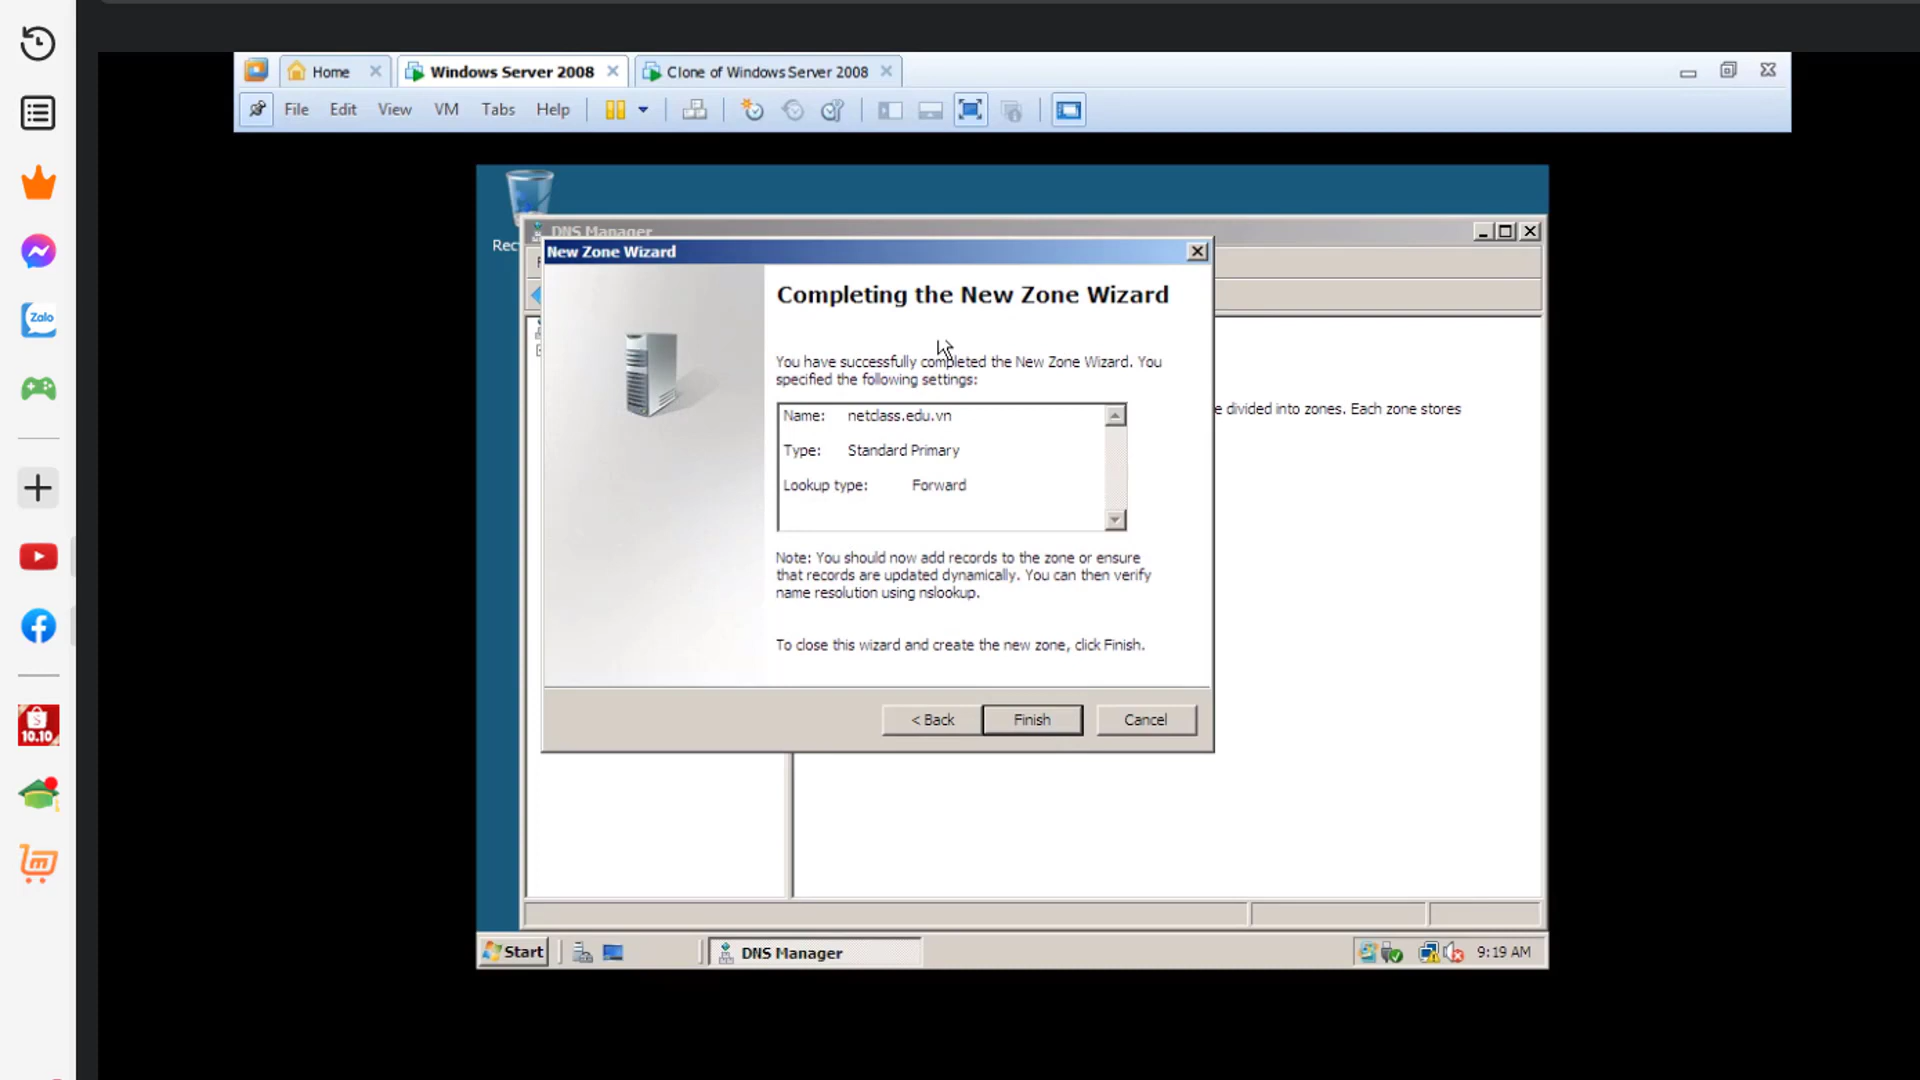 Home
Windows Server 2008
Clone of Windows Server 2008
File Edit View VM Tabs Help
DNS Manager
New Zone Wizard
Completing the New Zone Wizard
You have successfully completed the New Zone Wizard. You
specified the following settings:
Name: netclass.edu.vn
Type: Standard Primary
Lookup type: Forward
e divided into zones. Each zone stores
Note: You should now add records to the zone or ensure
that records are updated dynamically. You can then verify
name resolution using nslookup.
To close this wizard and create the new zone, click Finish.
< Back Finish Cancel
Start
DNS Manager
9:19 AM
Zalo
10.10